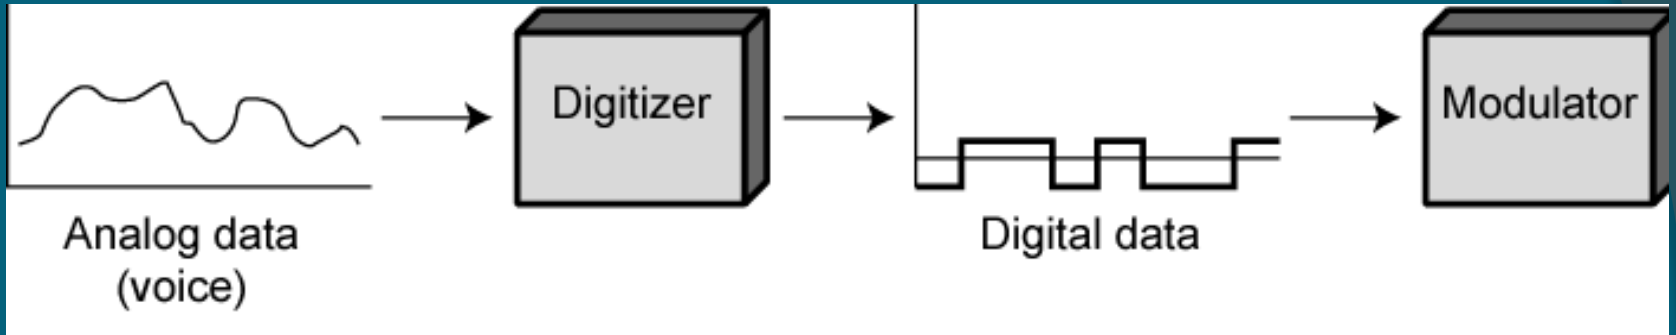 Digitizer
Modulator
Analog data
(voice)
Digital data